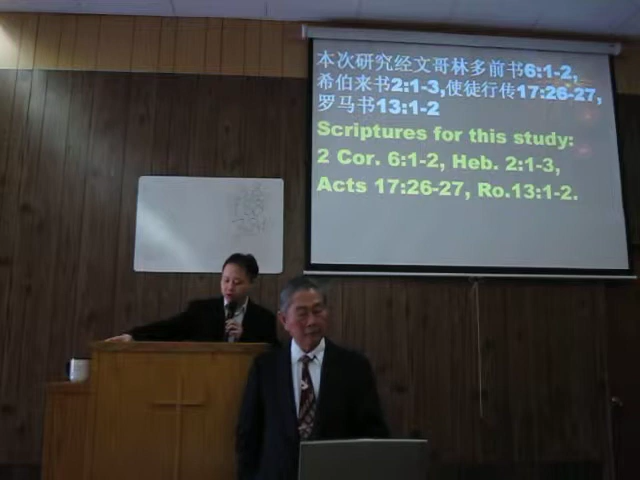 本次研究经文哥林多前书6:1-2,
希伯来书2:1-3,使徒行传17:26-27,
罗马书13:1-2
Scriptures for this study:
2 Cor. 6:1-2, Heb. 2:1-3,
Acts 17:26-27, Ro.13:1-2.